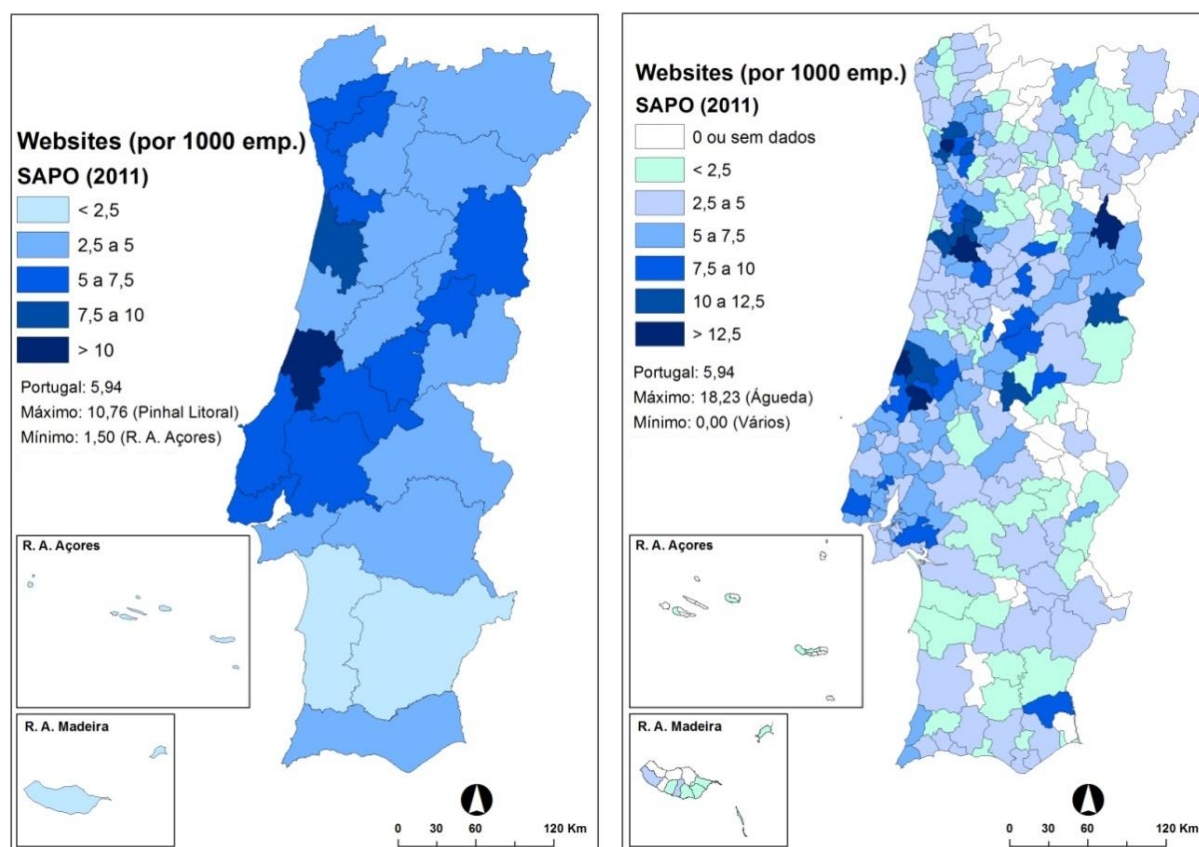 Websites (por 1000 emp.)
SAPO (2011)
< 2,5
2,5 a 5
5 a 7,5
7,5 a 10
> 10
Portugal: 5,94
Máximo: 10,76 (Pinhal Litoral)
Mínimo: 1,50 (R. A. Açores)
R. A. Açores
R. A. Madeira
0 30 60 120 Km
Websites (por 1000 emp.)
SAPO (2011)
0 ou sem dados
< 2,5
2,5 a 5
5 a 7,5
7,5 a 10
10 a 12,5
> 12,5
Portugal: 5,94
Máximo: 18,23 (Águeda)
Mínimo: 0,00 (Vários)
R. A. Açores
R. A. Madeira
0 30 60 120 Km